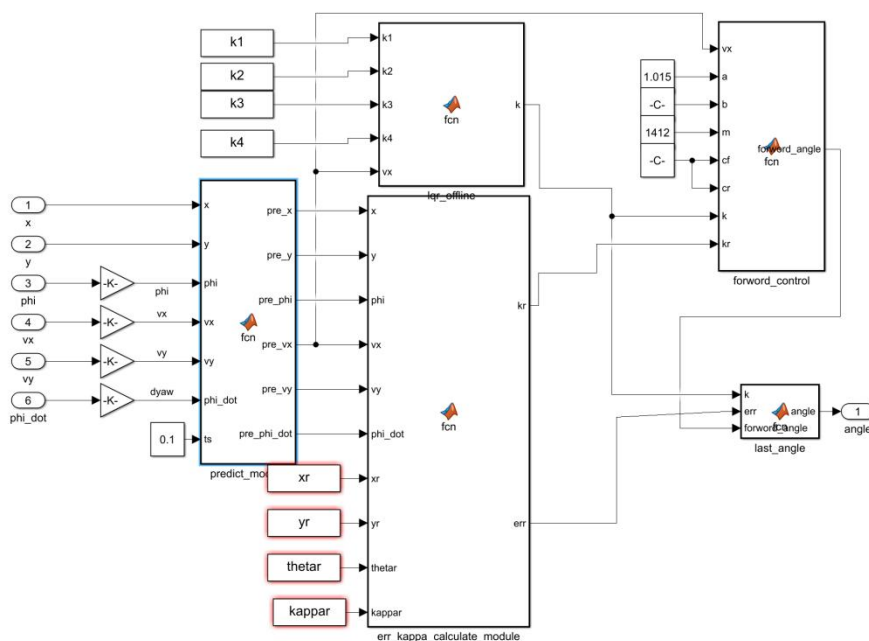 k1
k2
k3
k4
k1
k2
k3
k4
vx
fcn
k
lqr_offline
1.015
-C-
1412
-C-
vx
a
b
m
cf
cr
k
kr
fcn
forword_angle
forword_control
1
x
2
y
3
phi
4
vx
5
vy
6
phi_dot
-K-
phi
-K-
vx
-K-
vy
-K-
dyaw
0.1
x
y
phi
vx
vy
phi_dot
ts
fcn
pre_x
pre_y
pre_phi
pre_vx
pre_vy
pre_phi_dot
xr
yr
thetar
kappar
x
y
phi
vx
vy
phi_dot
xr
yr
thetar
kappar
fcn
kr
err
err_kappa_calculate_module
k
err
forword_angle
fcn
angle
last_angle
1
angle